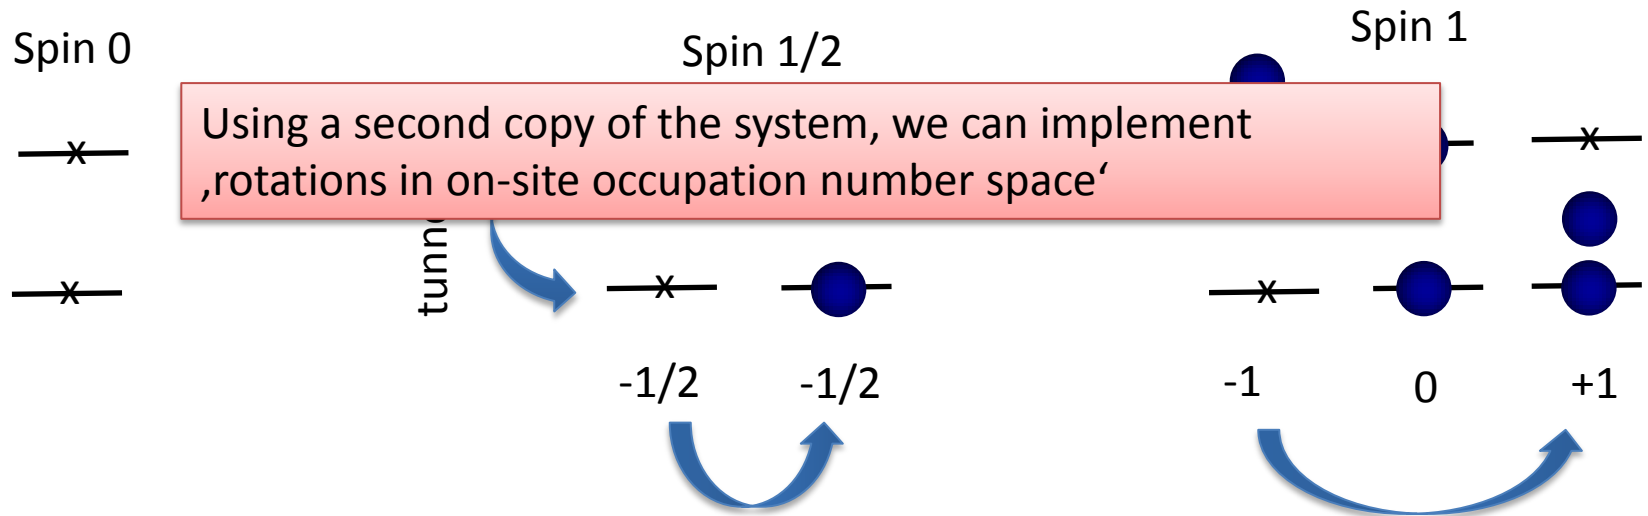 Spin 0
Spin 1/2
Spin 1
Using a second copy of the system, we can implement
‚rotations in on-site occupation number space‘
x
x
x
x
x
-1/2
-1/2
-1
0
+1